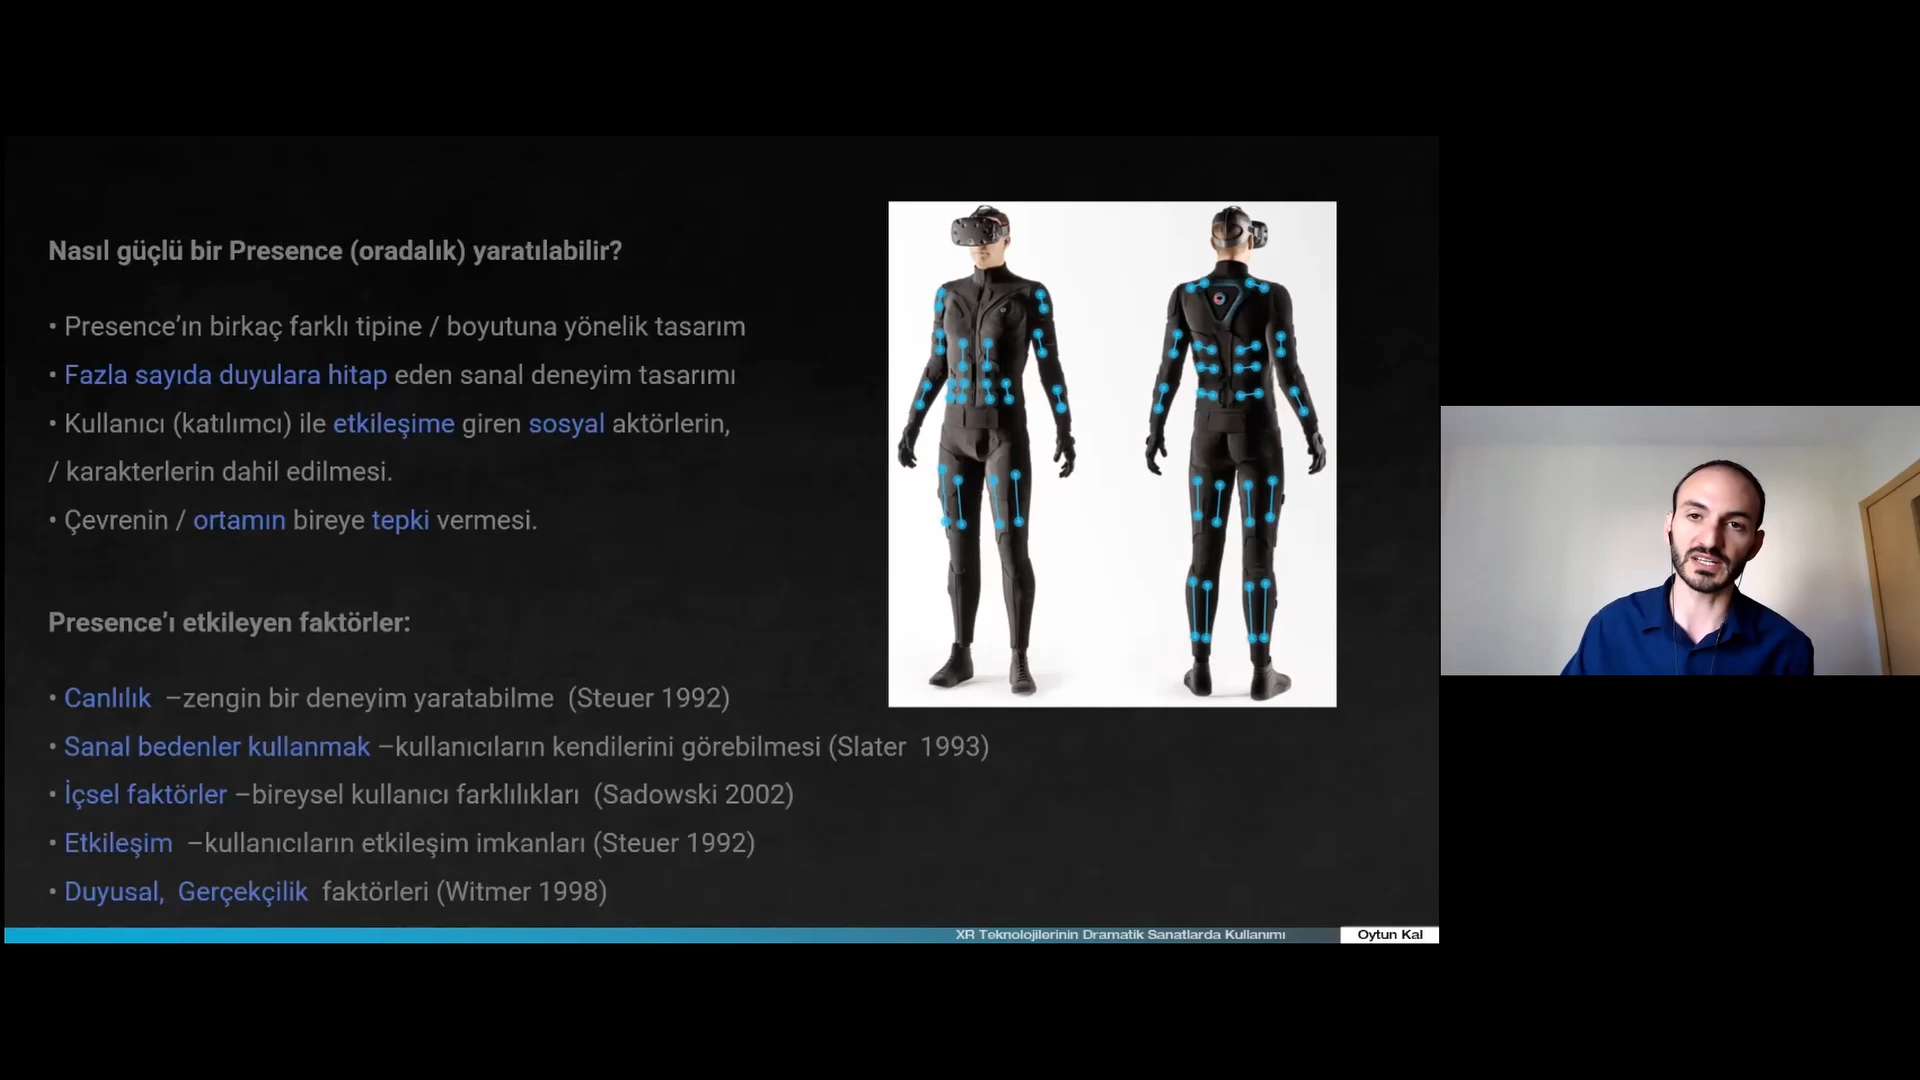 Nasıl güçlü bir Presence (oradalık) yaratılabilir?
• Presence’ın birkaç farklı tipine / boyutuna yönelik tasarım
• Fazla sayıda duyulara hitap eden sanal deneyim tasarımı
• Kullanıcı (katılımcı) ile etkileşime giren sosyal aktörlerin,
/ karakterlerin dahil edilmesi.
• Çevrenin / ortamın bireye tepki vermesi.
Presence’ı etkileyen faktörler:
• Canlılık –zengin bir deneyim yaratabilme (Steuer 1992)
• Sanal bedenler kullanmak –kullanıcıların kendilerini görebilmesi (Slater 1993)
• İçsel faktörler –bireysel kullanıcı farklılıkları (Sadowski 2002)
• Etkileşim –kullanıcıların etkileşim imkanları (Steuer 1992)
• Duyusal, Gerçekçilik faktörleri (Witmer 1998)
XR Teknolojilerinin Dramatik Sanatlarda Kullanımı
Oytun Kal